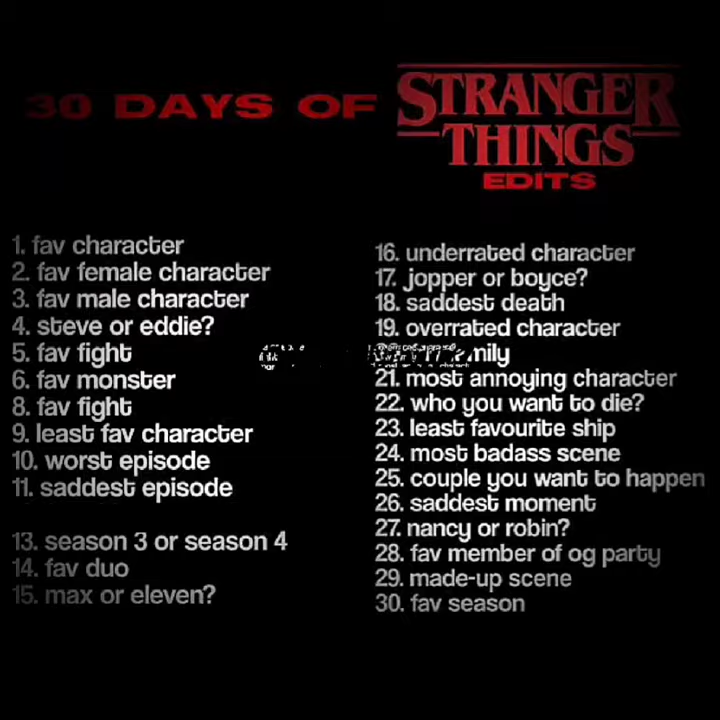 30 DAYS OF
STRANGER
THINGS
EDITS
1. fav character
2. fav female character
3. fav male character
4. steve or eddie?
5. fav fight
6. fav monster
8. fav fight
9. least fav character
10. worst episode
11. saddest episode
13. season 3 or season 4
14. fav duo
15. max or eleven?
16. underrated character
17. jopper or boyce?
18. saddest death
19. overrated character
21. most annoying character
22. who you want to die?
23. least favourite ship
24. most badass scene
25. couple you want to happen
26. saddest moment
27. nancy or robin?
28. fav member of og party
29. made-up scene
30. fav season